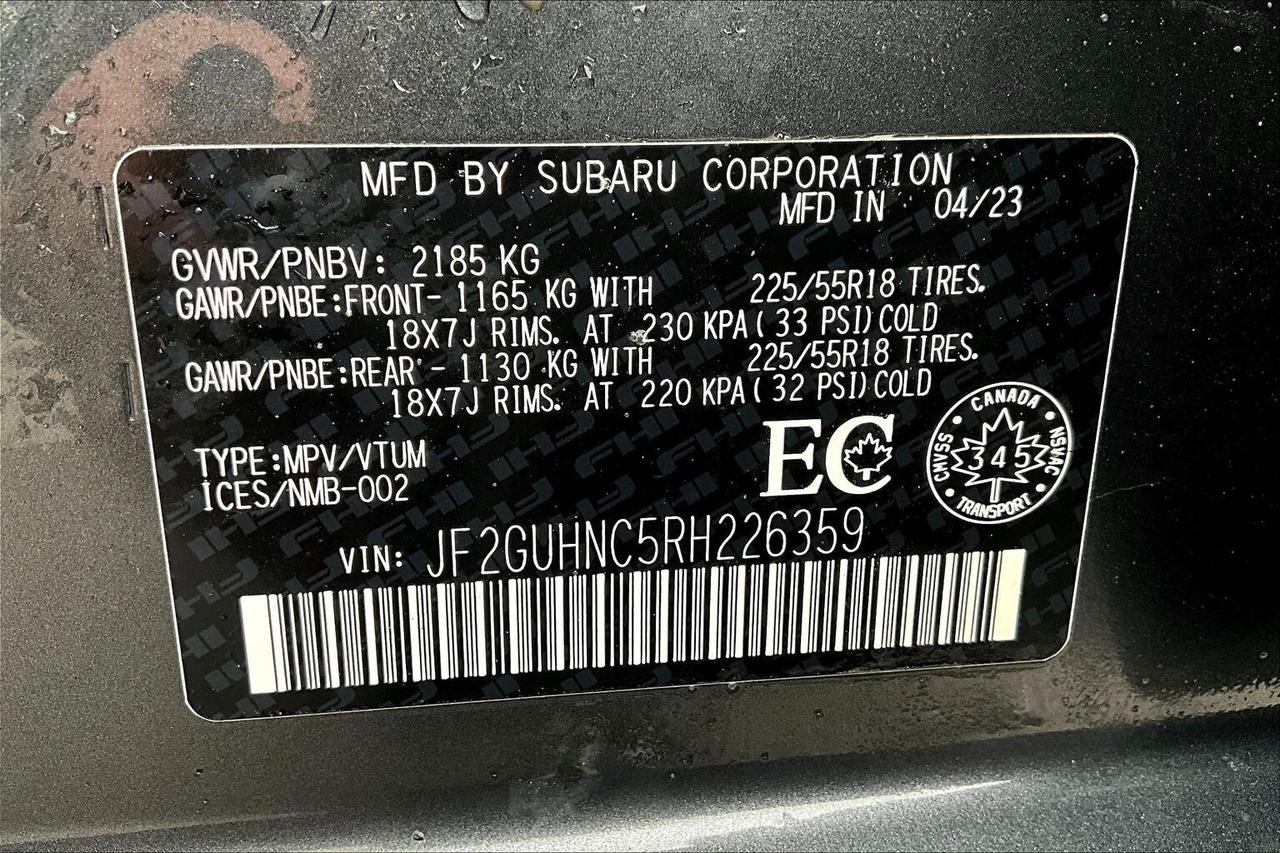 MFD BY SUBARU CORPORATION
MFD IN 04/23
GVWR/PNBV: 2185 KG
GAWR/PNBE:FRONT- 1165 KG WITH 225/55R18 TIRES.
18X7J RIMS. AT 230 KPA( 33 PSI)COLD
GAWR/PNBE:REAR - 1130 KG WITH 225/55R18 TIRES.
18X7J RIMS. AT 220 KPA( 32 PSI)COLD
TYPE:MPV/VTUM
ICES/NMB-002
EC
CANADA
CMVSS 345 NSVAC
TRANSPORT
VIN: JF2GUHNC5RH226359